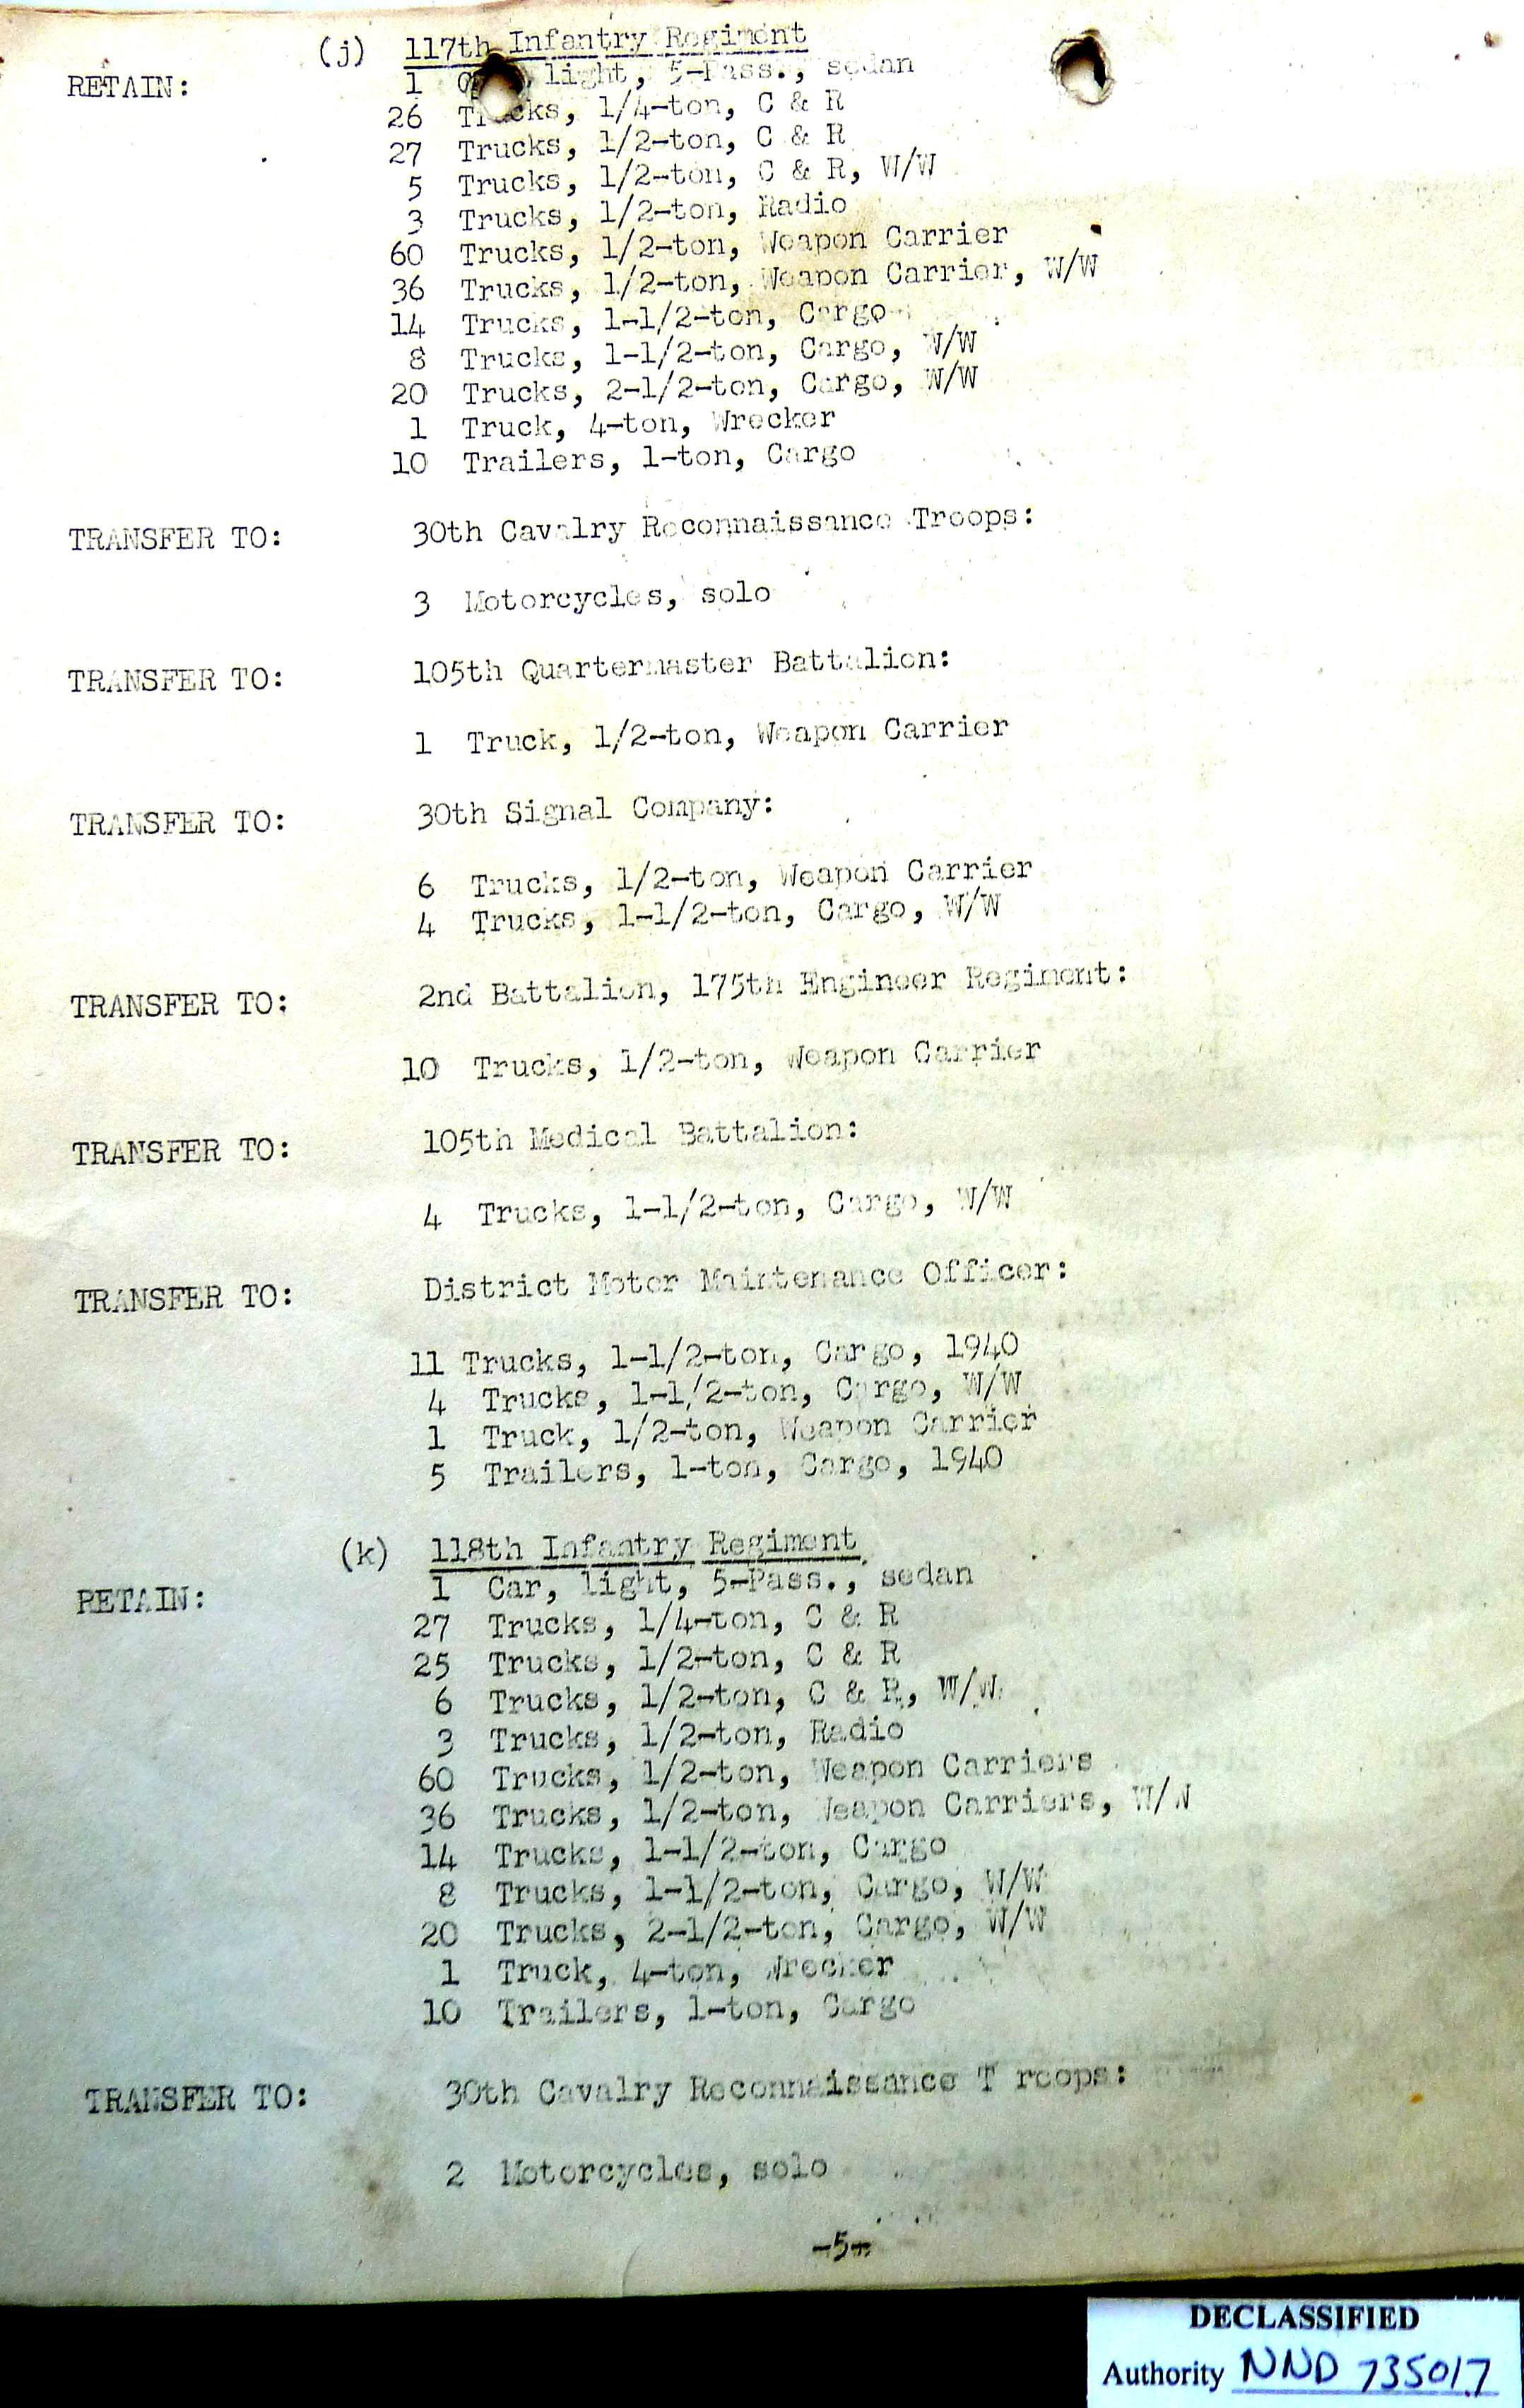 (j) 117th Infantry Regiment
RETAIN: 1 light, 5-Pass., sedan
26 Trucks, 1/4-ton, C & R
27 Trucks, 1/2-ton, C & R
5 Trucks, 1/2-ton, C & R, W/W
3 Trucks, 1/2-ton, Radio
60 Trucks, 1/2-ton, Weapon Carrier
36 Trucks, 1/2-ton, Weapon Carrier, W/W
14 Trucks, 1-1/2-ton, Cargo
8 Trucks, 1-1/2-ton, Cargo, W/W
20 Trucks, 2-1/2-ton, Cargo, W/W
1 Truck, 4-ton, Wrecker
10 Trailers, 1-ton, Cargo
TRANSFER TO: 30th Cavalry Reconnaissance Troops:
3 Motorcycles, solo
TRANSFER TO: 105th Quartermaster Battalion:
1 Truck, 1/2-ton, Weapon Carrier
TRANSFER TO: 30th Signal Company:
6 Trucks, 1/2-ton, Weapon Carrier
4 Trucks, 1-1/2-ton, Cargo, W/W
TRANSFER TO: 2nd Battalion, 175th Engineer Regiment:
10 Trucks, 1/2-ton, Weapon Carrier
TRANSFER TO: 105th Medical Battalion:
4 Trucks, 1-1/2-ton, Cargo, W/W
TRANSFER TO: District Motor Maintenance Officer:
11 Trucks, 1-1/2-ton, Cargo, 1940
4 Trucks, 1-1/2-ton, Cargo, W/W
1 Truck, 1/2-ton, Weapon Carrier
5 Trailers, 1-ton, Cargo, 1940
(k) 118th Infantry Regiment
RETAIN: 1 Car, light, 5-Pass., sedan
27 Trucks, 1/4-ton, C & R
25 Trucks, 1/2-ton, C & R
6 Trucks, 1/2-ton, C & R, W/W
3 Trucks, 1/2-ton, Radio
60 Trucks, 1/2-ton, Weapon Carriers
36 Trucks, 1/2-ton, Weapon Carriers, W/W
14 Trucks, 1-1/2-ton, Cargo
8 Trucks, 1-1/2-ton, Cargo, W/W
20 Trucks, 2-1/2-ton, Cargo, W/W
1 Truck, 4-ton, Wrecker
10 Trailers, 1-ton, Cargo
TRANSFER TO: 30th Cavalry Reconnaissance T roops:
2 Motorcycles, solo
-5-
DECLASSIFIED
Authority NND 735017